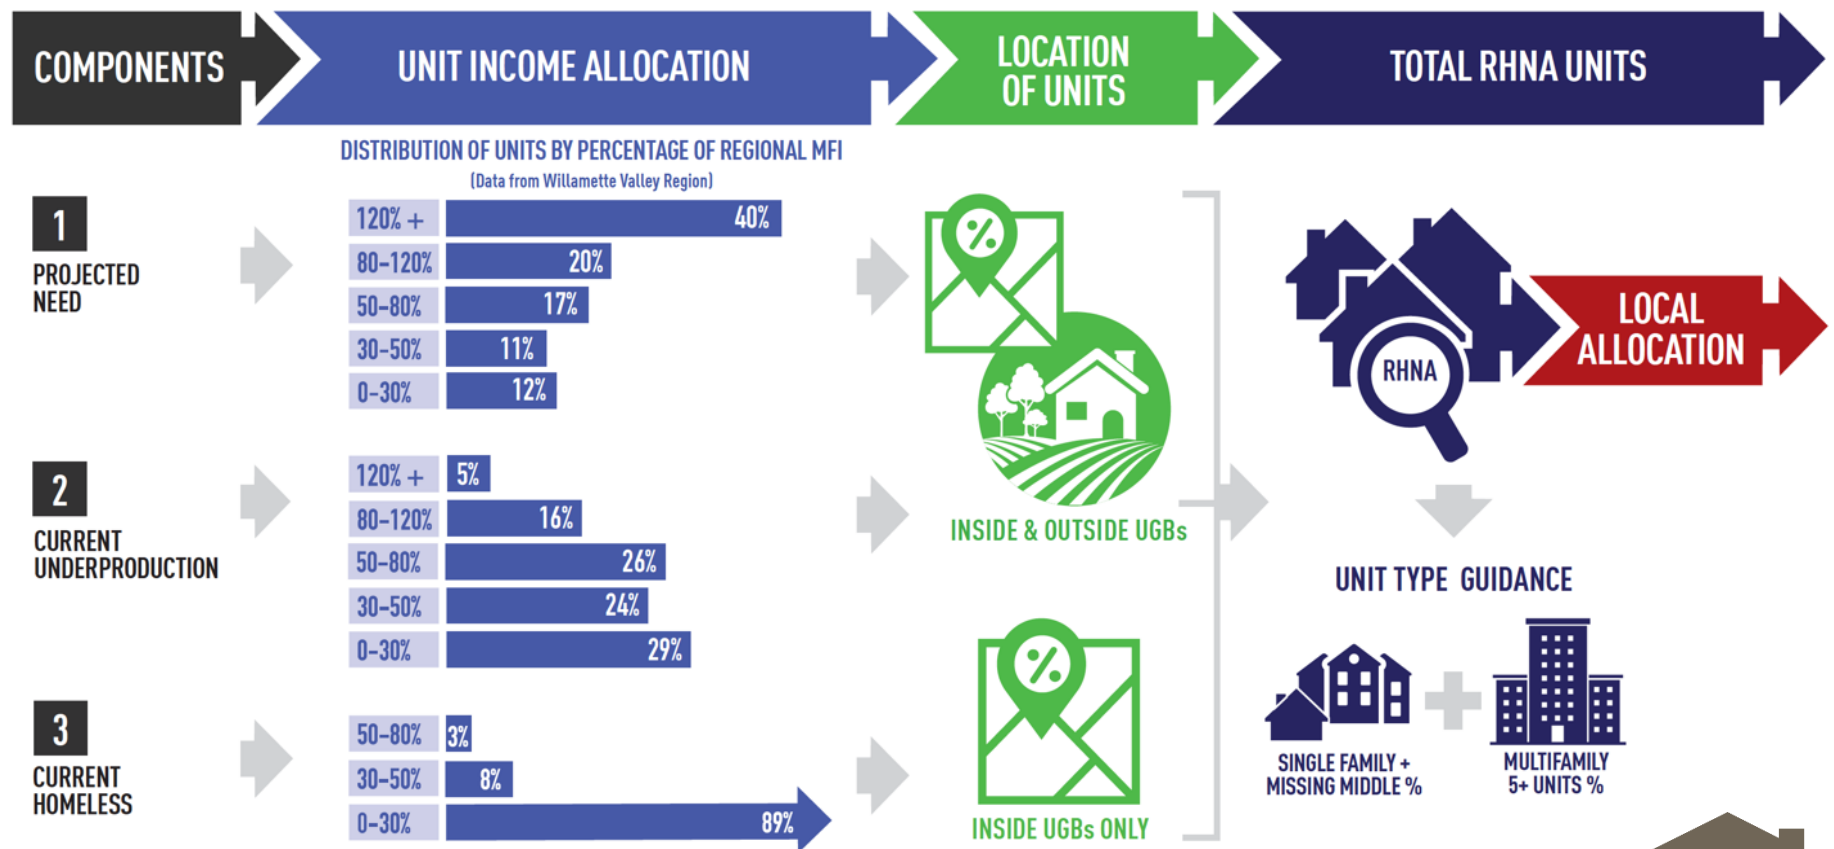 COMPONENTS
UNIT INCOME ALLOCATION
LOCATION
OF UNITS
TOTAL RHNA UNITS
DISTRIBUTION OF UNITS BY PERCENTAGE OF REGIONAL MFI
(Data from Willamette Valley Region)
1
PROJECTED
NEED
120% + 40%
80–120% 20%
50–80% 17%
30–50% 11%
0–30% 12%
2
CURRENT
UNDERPRODUCTION
120% + 5%
80–120% 16%
50–80% 26%
30–50% 24%
0–30% 29%
3
CURRENT
HOMELESS
50–80% 3%
30–50% 8%
0–30% 89%
%
INSIDE & OUTSIDE UGBs
%
INSIDE UGBs ONLY
RHNA
LOCAL
ALLOCATION
UNIT TYPE GUIDANCE
SINGLE FAMILY +
MISSING MIDDLE %
MULTIFAMILY
5+ UNITS %